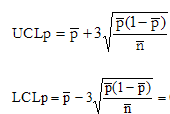 UCLp = p̅ + 3√(p̅(1 − p̅) / n̅)
LCLp = p̅ − 3√(p̅(1 − p̅) / n̅) =